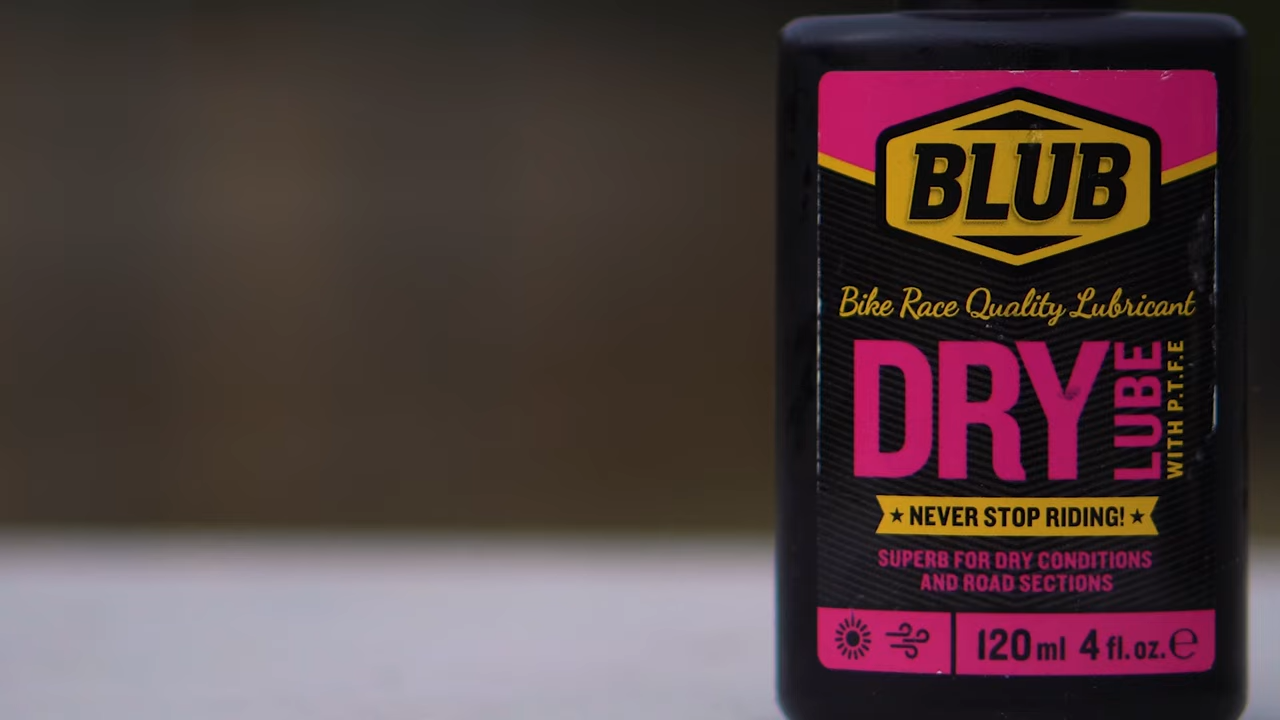 BLUB
Bike Race Quality Lubricant
DRY
LUBE
WITH P.T.F.E
★ NEVER STOP RIDING! ★
SUPERB FOR DRY CONDITIONS
AND ROAD SECTIONS
120 ml 4 fl. oz. ℮